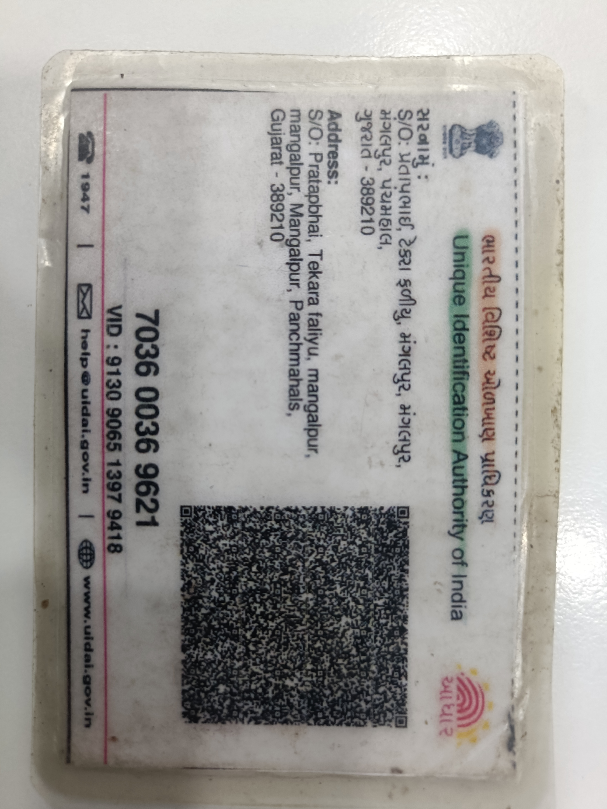 ભારતીય વિશિષ્ટ ઓળખાણ પ્રાધિકરણ
Unique Identification Authority of India
આધાર
સરનામું :
S/O: પ્રતાપભાઈ, ટેકરા ફળીયુ, મંગલપુર, મંગલપુર,
મંગલપુર, પંચમહાલ,
ગુજરાત - 389210
Address:
S/O: Pratapbhai, Tekara faliyu, mangalpur,
mangalpur, Mangalpur, Panchmahals,
Gujarat - 389210
7036 0036 9621
VID : 9130 9065 1397 9418
1947 | help@uidai.gov.in | www.uidai.gov.in